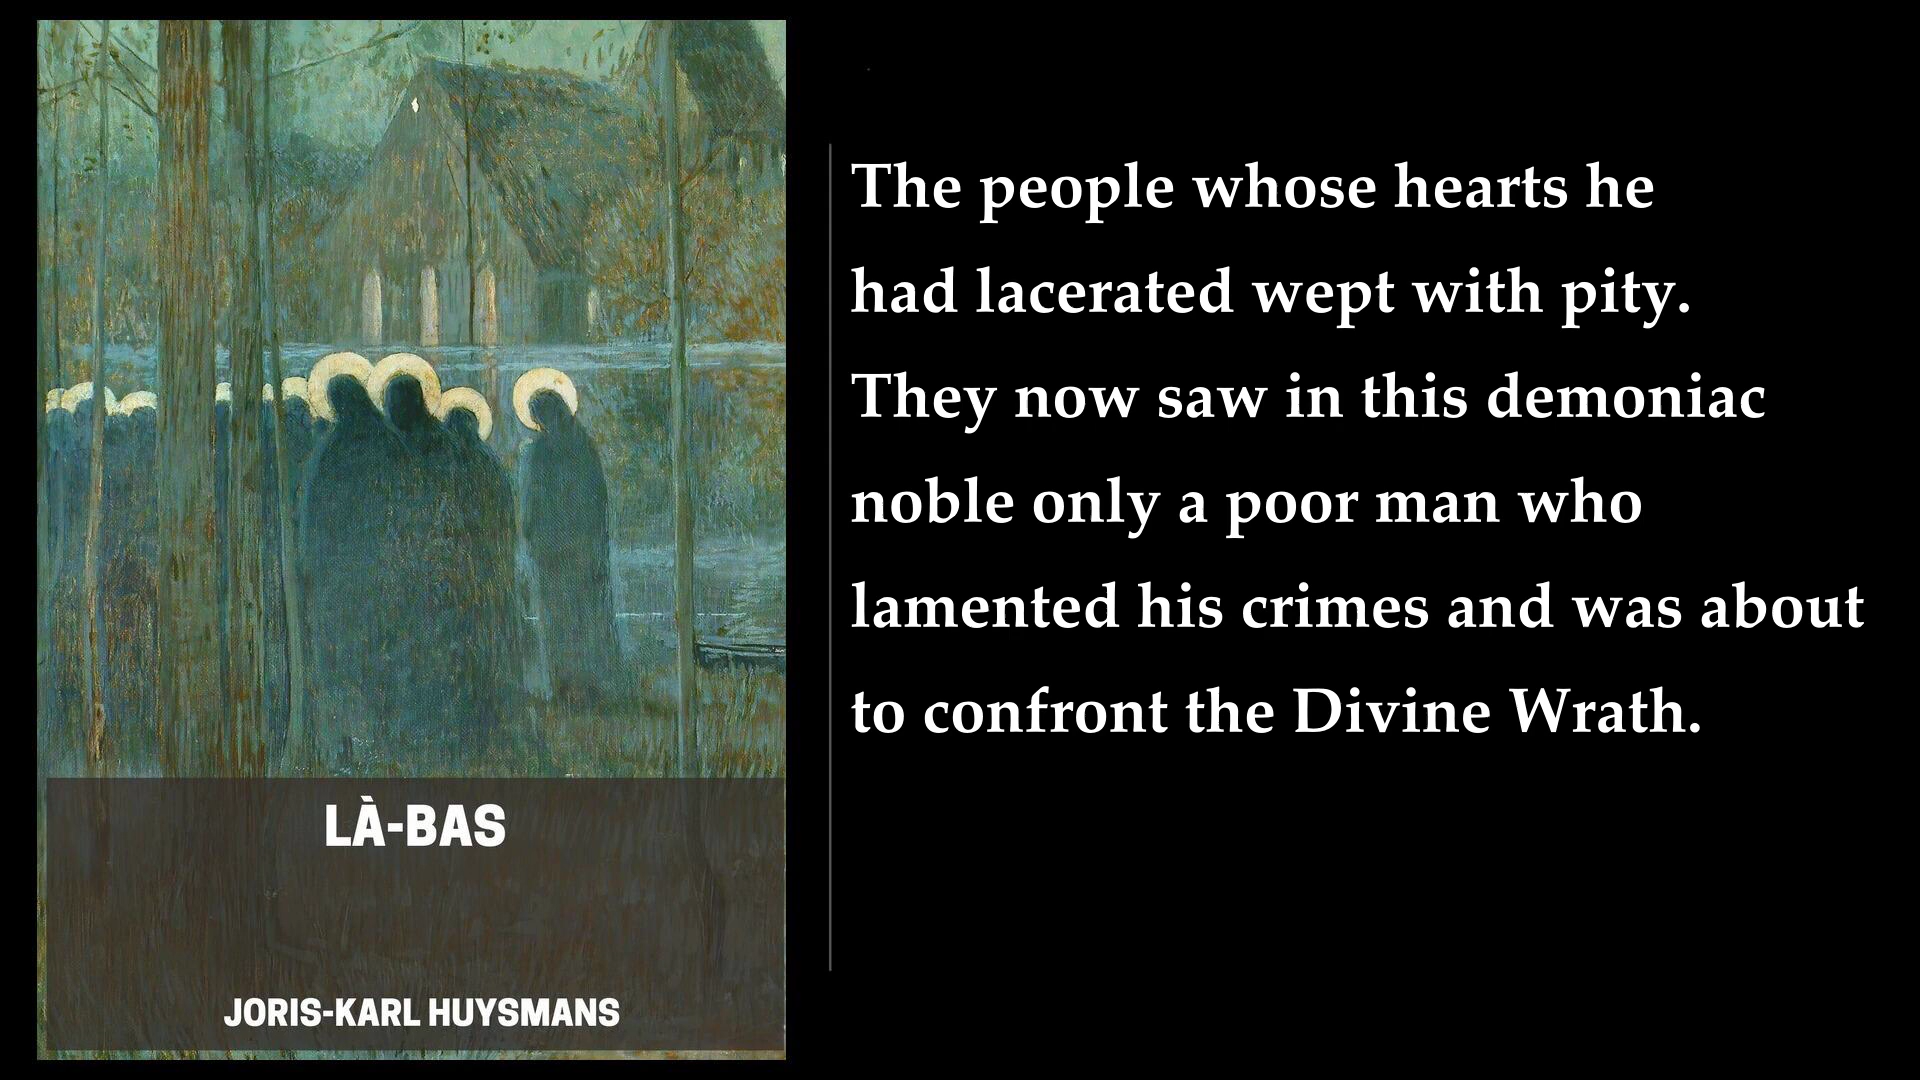 The people whose hearts he
had lacerated wept with pity.
They now saw in this demoniac
noble only a poor man who
lamented his crimes and was about
to confront the Divine Wrath.
LÀ-BAS
JORIS-KARL HUYSMANS